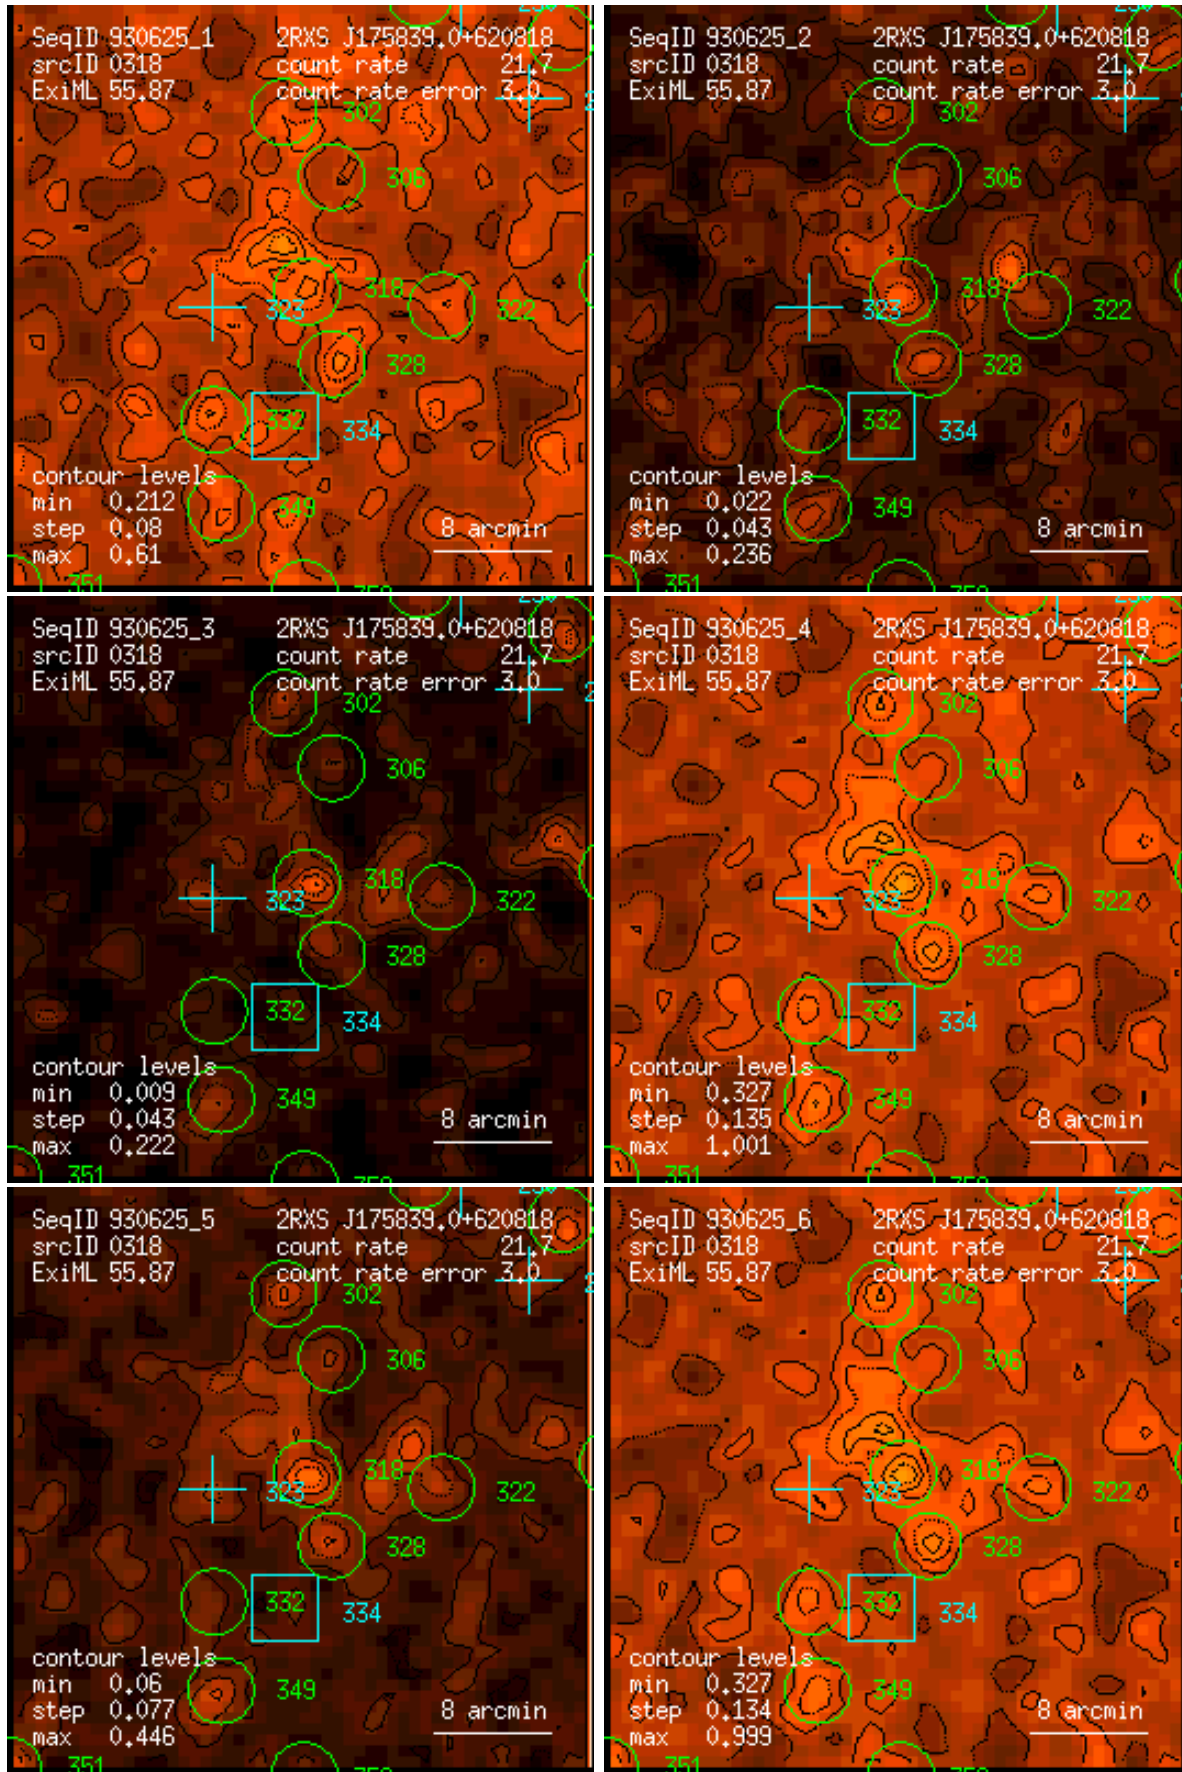 SeqID 930625_1 2RXS J175839.0+620818
srcID 0318 count rate 21.7
ExiML 55.87 count rate error 3.0
302
306
318
323 322
328
332 334
contour levels
min 0.212 349
step 0.08 8 arcmin
max 0.61
351
SeqID 930625_2 2RXS J175839.0+620818
srcID 0318 count rate 21.7
ExiML 55.87 count rate error 3.0
302
306
318
323 322
328
332 334
contour levels
min 0.022 349
step 0.043 8 arcmin
max 0.236
351
SeqID 930625_3 2RXS J175839.0+620818
srcID 0318 count rate 21.7
ExiML 55.87 count rate error 3.0
302
306
318
323 322
328
332 334
contour levels
min 0.009 349
step 0.043 8 arcmin
max 0.222
351
SeqID 930625_4 2RXS J175839.0+620818
srcID 0318 count rate 21.7
ExiML 55.87 count rate error 3.0
302
306
318
323 322
328
332 334
contour levels
min 0.327 349
step 0.135 8 arcmin
max 1.001
351
SeqID 930625_5 2RXS J175839.0+620818
srcID 0318 count rate 21.7
ExiML 55.87 count rate error 3.0
302
306
318
323 322
328
332 334
contour levels
min 0.06 349
step 0.077 8 arcmin
max 0.446
351
SeqID 930625_6 2RXS J175839.0+620818
srcID 0318 count rate 21.7
ExiML 55.87 count rate error 3.0
302
306
318
323 322
328
332 334
contour levels
min 0.327 349
step 0.134 8 arcmin
max 0.999
351